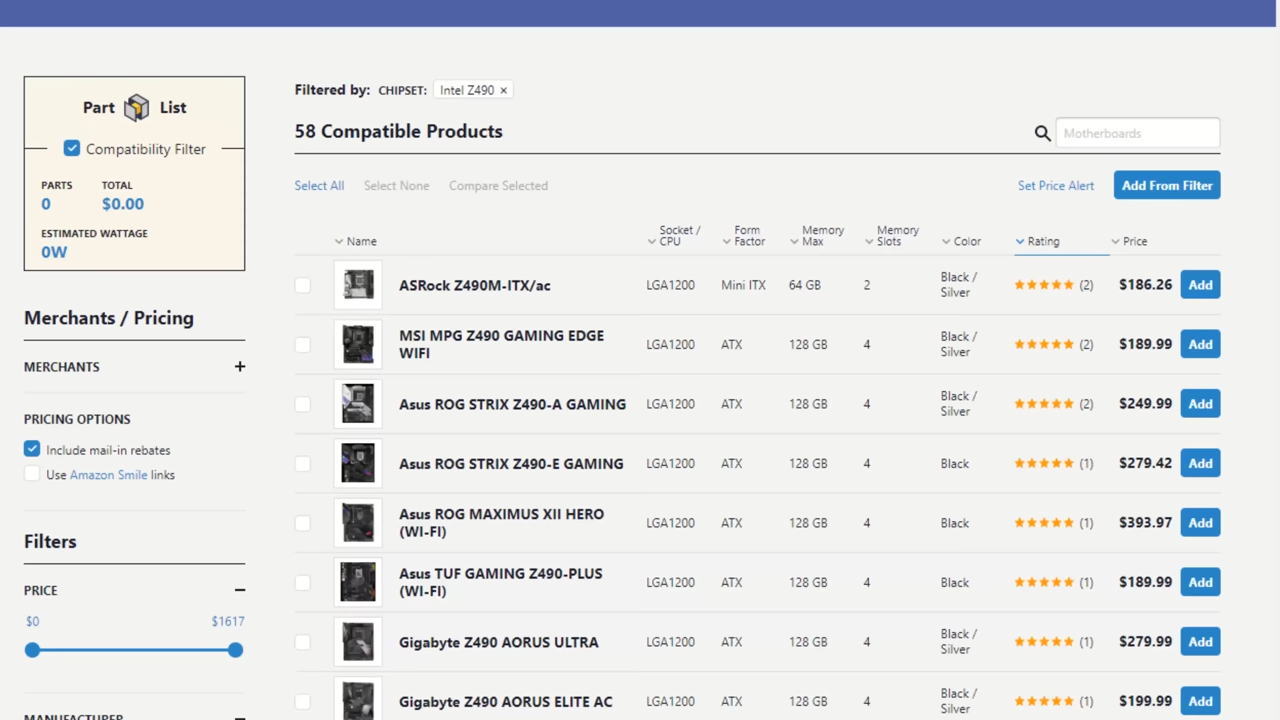 Part List
Compatibility Filter
PARTS TOTAL
0 $0.00
ESTIMATED WATTAGE
0W
Merchants / Pricing
MERCHANTS +
PRICING OPTIONS
Include mail-in rebates
Use Amazon Smile links
Filters
PRICE
$0 $1617
MANUFACTURER
Filtered by: CHIPSET: Intel Z490 ×
58 Compatible Products
Motherboards
Select All Select None Compare Selected
Set Price Alert Add From Filter
Name Socket / CPU Form Factor Memory Max Memory Slots Color Rating Price
ASRock Z490M-ITX/ac LGA1200 Mini ITX 64 GB 2 Black / Silver (2) $186.26 Add
MSI MPG Z490 GAMING EDGE WIFI LGA1200 ATX 128 GB 4 Black / Silver (2) $189.99 Add
Asus ROG STRIX Z490-A GAMING LGA1200 ATX 128 GB 4 Black / Silver (2) $249.99 Add
Asus ROG STRIX Z490-E GAMING LGA1200 ATX 128 GB 4 Black (1) $279.42 Add
Asus ROG MAXIMUS XII HERO (WI-FI) LGA1200 ATX 128 GB 4 Black (1) $393.97 Add
Asus TUF GAMING Z490-PLUS (WI-FI) LGA1200 ATX 128 GB 4 Black (1) $189.99 Add
Gigabyte Z490 AORUS ULTRA LGA1200 ATX 128 GB 4 Black / Silver (1) $279.99 Add
Gigabyte Z490 AORUS ELITE AC LGA1200 ATX 128 GB 4 Black / Silver (1) $199.99 Add